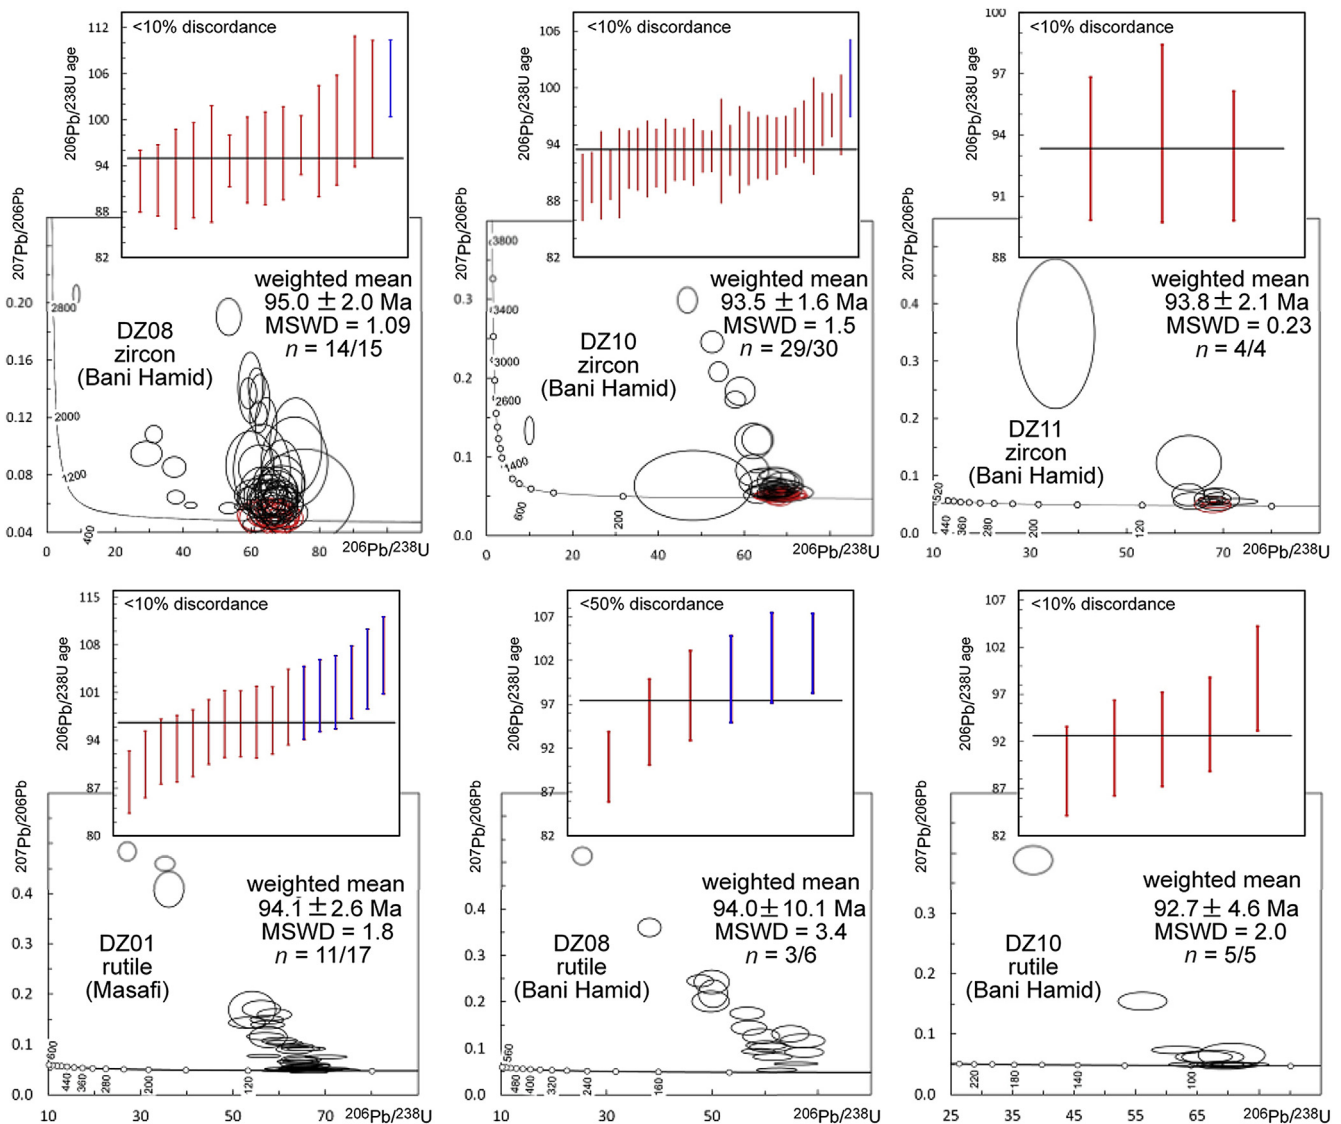 <10% discordance
206Pb/238U age
112
106
100
94
88
82
207Pb/206Pb
0.20
0.16
0.12
0.08
0.04
2800
2000
1200
400
DZ08
zircon
(Bani Hamid)
weighted mean
95.0 ± 2.0 Ma
MSWD = 1.09
n = 14/15
0
20
40
60
80
206Pb/238U
<10% discordance
206Pb/238U age
106
100
94
88
82
207Pb/206Pb
0.3
0.2
0.1
0.0
3800
3400
3000
2600
1400
600
200
DZ10
zircon
(Bani Hamid)
weighted mean
93.5 ± 1.6 Ma
MSWD = 1.5
n = 29/30
0
20
40
60
206Pb/238U
<10% discordance
206Pb/238U age
100
97
94
91
88
207Pb/206Pb
0.4
0.3
0.2
0.1
0.0
520
440
360
280
200
120
DZ11
zircon
(Bani Hamid)
weighted mean
93.8 ± 2.1 Ma
MSWD = 0.23
n = 4/4
10
30
50
70
206Pb/238U
<10% discordance
206Pb/238U age
115
108
101
94
87
80
207Pb/206Pb
0.4
0.3
0.2
0.1
0.0
600
440
360
280
200
120
DZ01
rutile
(Masafi)
weighted mean
94.1 ± 2.6 Ma
MSWD = 1.8
n = 11/17
10
30
50
70
206Pb/238U
<50% discordance
206Pb/238U age
107
102
97
92
87
82
207Pb/206Pb
0.4
0.3
0.2
0.1
0.0
560
480
400
320
240
160
DZ08
rutile
(Bani Hamid)
weighted mean
94.0 ± 10.1 Ma
MSWD = 3.4
n = 3/6
10
30
50
206Pb/238U
<10% discordance
206Pb/238U age
107
102
97
92
87
82
207Pb/206Pb
0.4
0.3
0.2
0.1
0.0
220
180
140
100
DZ10
rutile
(Bani Hamid)
weighted mean
92.7 ± 4.6 Ma
MSWD = 2.0
n = 5/5
25
35
45
55
65
206Pb/238U